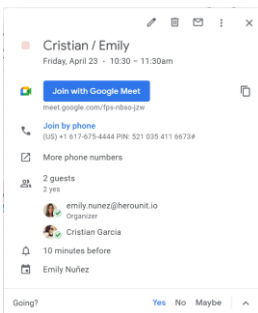 Cristian / Emily
Friday, April 23 • 10:30 – 11:30am
Join with Google Meet
meet.google.com/fps-nbso-jzw
Join by phone
(US) +1 617-675-4444 PIN: 521 035 411 6673#
More phone numbers
2 guests
2 yes
emily.nunez@herounit.io
Organizer
Cristian Garcia
10 minutes before
Emily Nuñez
Going?
Yes No Maybe